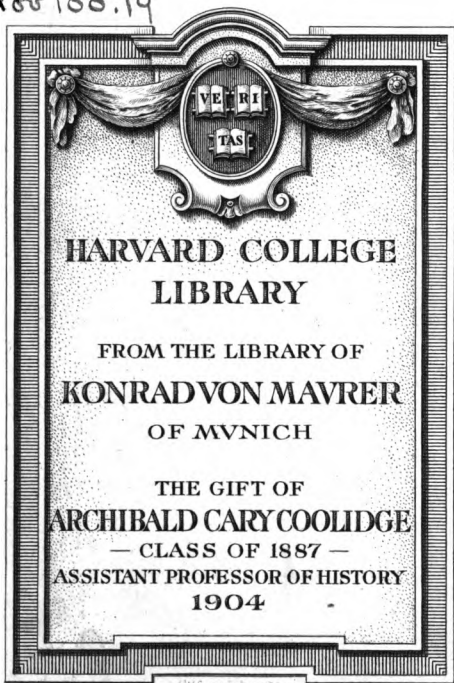 VE RI
TAS
HARVARD COLLEGE
LIBRARY
FROM THE LIBRARY OF
KONRAD VON MAVRER
OF MVNICH
THE GIFT OF
ARCHIBALD CARY COOLIDGE
— CLASS OF 1887 —
ASSISTANT PROFESSOR OF HISTORY
1904